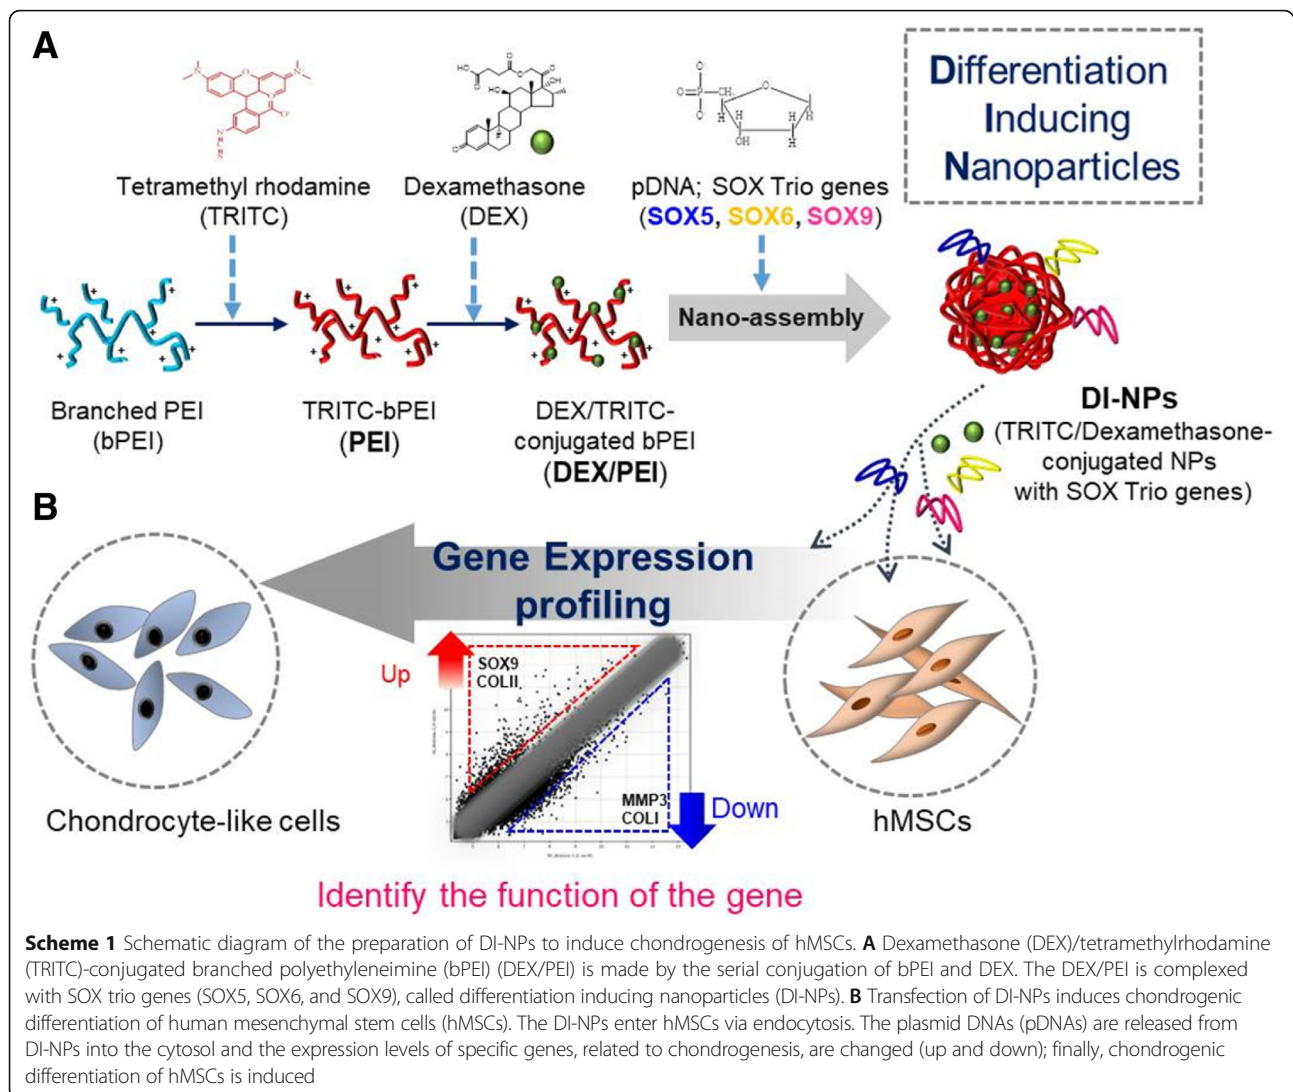 A
Tetramethyl rhodamine
(TRITC)
Dexamethasone
(DEX)
pDNA; SOX Trio genes
(SOX5, SOX6, SOX9)
Differentiation
Inducing
Nanoparticles
Nano-assembly
Branched PEI
(bPEI)
TRITC-bPEI
(PEI)
DEX/TRITC-
conjugated bPEI
(DEX/PEI)
DI-NPs
(TRITC/Dexamethasone-
conjugated NPs
with SOX Trio genes)
B
Gene Expression
profiling
Up
SOX9
COLII
MMP3
COLI
Down
Chondrocyte-like cells
hMSCs
Identify the function of the gene
Scheme 1 Schematic diagram of the preparation of DI-NPs to induce chondrogenesis of hMSCs. A Dexamethasone (DEX)/tetramethylrhodamine
(TRITC)-conjugated branched polyethyleneimine (bPEI) (DEX/PEI) is made by the serial conjugation of bPEI and DEX. The DEX/PEI is complexed
with SOX trio genes (SOX5, SOX6, and SOX9), called differentiation inducing nanoparticles (DI-NPs). B Transfection of DI-NPs induces chondrogenic
differentiation of human mesenchymal stem cells (hMSCs). The DI-NPs enter hMSCs via endocytosis. The plasmid DNAs (pDNAs) are released from
DI-NPs into the cytosol and the expression levels of specific genes, related to chondrogenesis, are changed (up and down); finally, chondrogenic
differentiation of hMSCs is induced